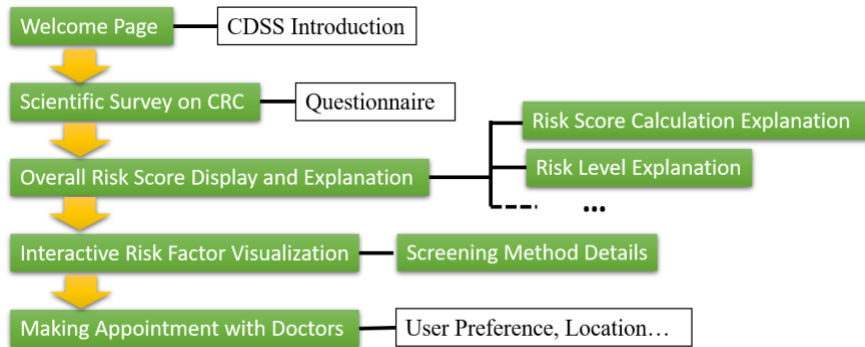 Welcome Page
CDSS Introduction
Scientific Survey on CRC
Questionnaire
Overall Risk Score Display and Explanation
Risk Score Calculation Explanation
Risk Level Explanation
...
Interactive Risk Factor Visualization
Screening Method Details
Making Appointment with Doctors
User Preference, Location…